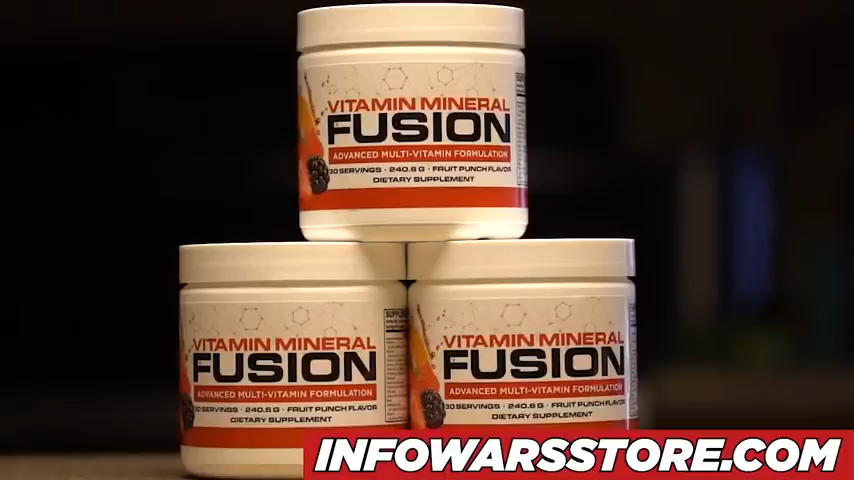 VITAMIN MINERAL
FUSION
ADVANCED MULTI-VITAMIN FORMULATION
30 SERVINGS · 240.6 G · FRUIT PUNCH FLAVOR
DIETARY SUPPLEMENT
VITAMIN MINERAL
FUSION
ADVANCED MULTI-VITAMIN FORMULATION
30 SERVINGS · 240.6 G · FRUIT PUNCH FLAVOR
DIETARY SUPPLEMENT
VITAMIN MINERAL
FUSION
ADVANCED MULTI-VITAMIN FORMULATION
30 SERVINGS · 240.6 G · FRUIT PUNCH FLAVOR
DIETARY SUPPLEMENT
INFOWARSSTORE.COM